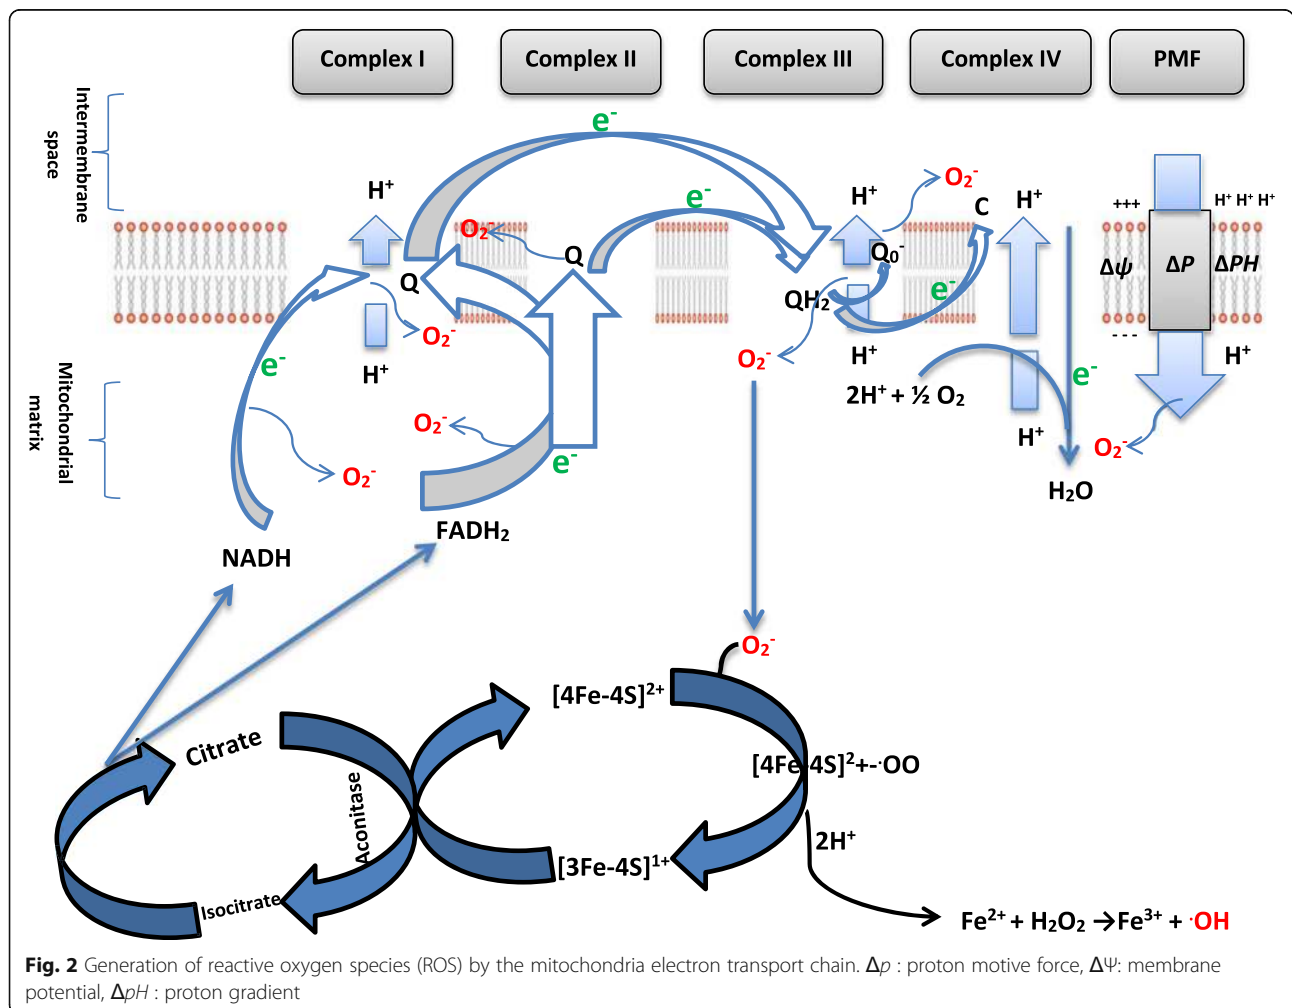 Complex I
Complex II
Complex III
Complex IV
PMF
Intermembrane
space
e⁻
e⁻
H⁺
O₂⁻
Q
Q
H⁺
O₂⁻
Q₀⁻
C
H⁺
+++
H⁺ H⁺ H⁺
Δψ
ΔP
ΔPH
QH₂
e⁻
O₂⁻
H⁺
e⁻
O₂⁻
H⁺
2H⁺ + ½ O₂
e⁻
- - -
H⁺
Mitochondrial
matrix
O₂⁻
e⁻
O₂⁻
H⁺
O₂⁻
H₂O
NADH
FADH₂
O₂⁻
[4Fe-4S]²⁺
Citrate
[4Fe-4S]²+-·OO
Aconitase
2H⁺
[3Fe-4S]¹⁺
Isocitrate
Fe²⁺ + H₂O₂ →Fe³⁺ + ·OH
Fig. 2 Generation of reactive oxygen species (ROS) by the mitochondria electron transport chain. Δp : proton motive force, ΔΨ: membrane
potential, ΔpH : proton gradient